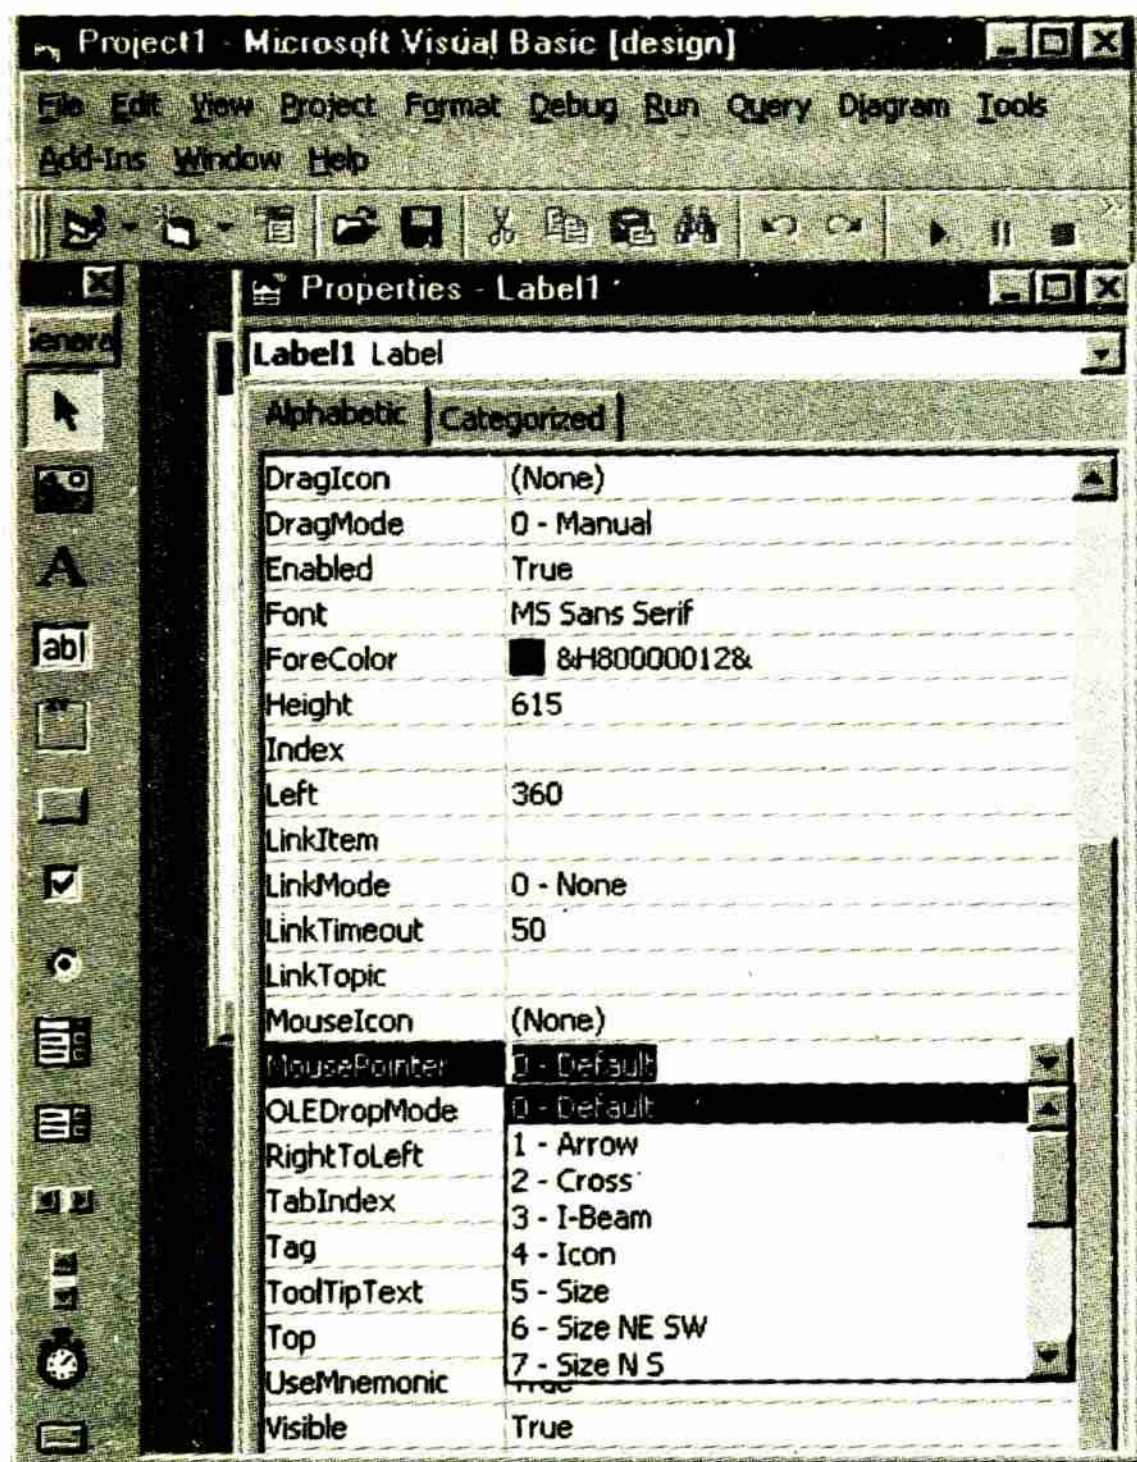 Project1 - Microsoft Visual Basic [design]
File Edit View Project Format Debug Run Query Diagram Tools
Add-Ins Window Help
Properties - Label1
General
Label1 Label
Alphabetic Categorized
DragIcon (None)
DragMode 0 - Manual
Enabled True
Font MS Sans Serif
ForeColor &H80000012&
Height 615
Index
Left 360
LinkItem
LinkMode 0 - None
LinkTimeout 50
LinkTopic
MouseIcon (None)
MousePointer 0 - Default
OLEDropMode 0 - Default
RightToLeft 1 - Arrow
TabIndex 2 - Cross
3 - I-Beam
Tag 4 - Icon
ToolTipText 5 - Size
Top 6 - Size NE SW
7 - Size N S
UseMnemonic True
Visible True
A
ab